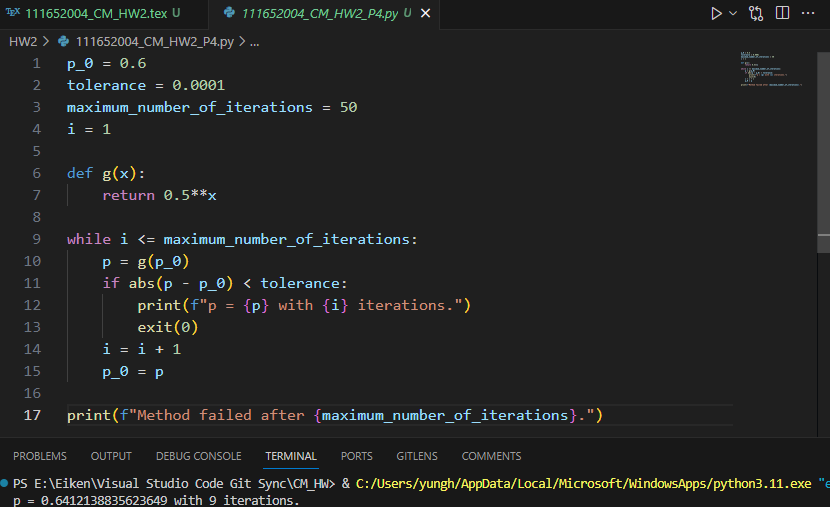 TEX 111652004_CM_HW2.tex U 111652004_CM_HW2_P4.py U
HW2 > 111652004_CM_HW2_P4.py > ...
1 p_0 = 0.6
2 tolerance = 0.0001
3 maximum_number_of_iterations = 50
4 i = 1
5
6 def g(x):
7     return 0.5**x
8
9 while i <= maximum_number_of_iterations:
10     p = g(p_0)
11     if abs(p - p_0) < tolerance:
12         print(f"p = {p} with {i} iterations.")
13         exit(0)
14     i = i + 1
15     p_0 = p
16
17 print(f"Method failed after {maximum_number_of_iterations}.")
PROBLEMS OUTPUT DEBUG CONSOLE TERMINAL PORTS GITLENS COMMENTS
PS E:\Eiken\Visual Studio Code Git Sync\CM_HW> & C:/Users/yungh/AppData/Local/Microsoft/WindowsApps/python3.11.exe "e
p = 0.6412138835623649 with 9 iterations.